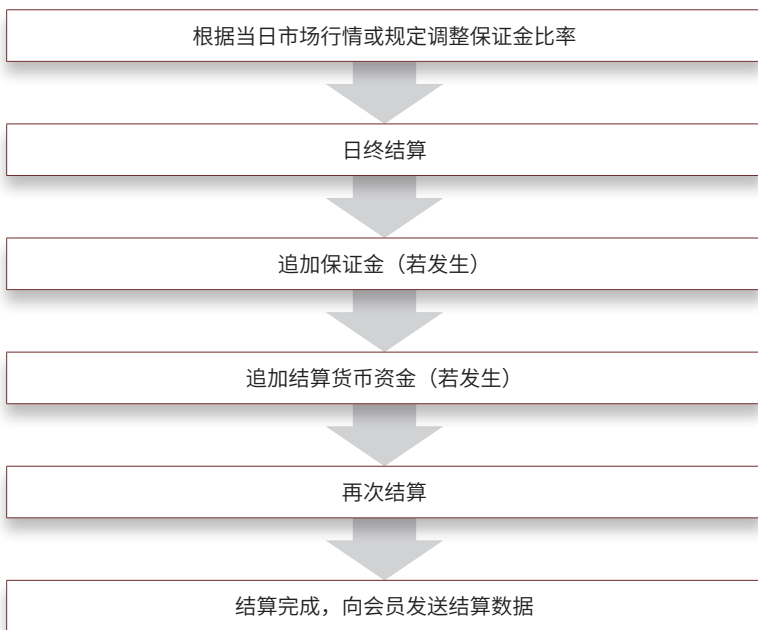 根据当日市场行情或规定调整保证金比率
日终结算
追加保证金（若发生）
追加结算货币资金（若发生）
再次结算
结算完成，向会员发送结算数据